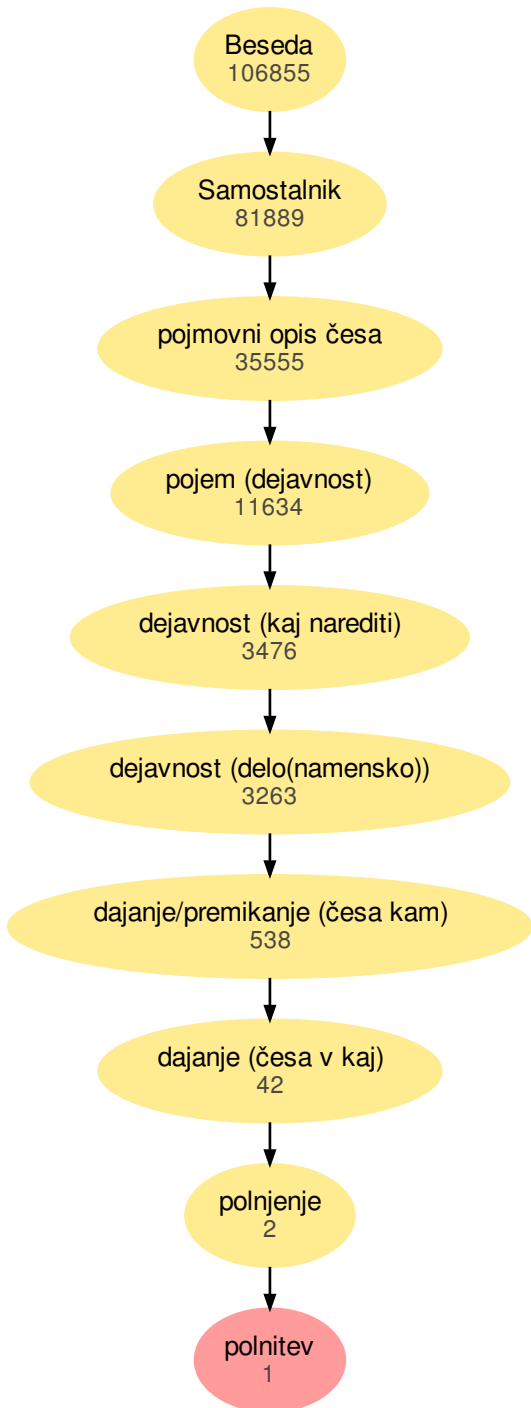 Beseda
106855
Samostalnik
81889
pojmovni opis česa
35555
pojem (dejavnost)
11634
dejavnost (kaj narediti)
3476
dejavnost (delo(namensko))
3263
dajanje/premikanje (česa kam)
538
dajanje (česa v kaj)
42
polnjenje
2
polnitev
1